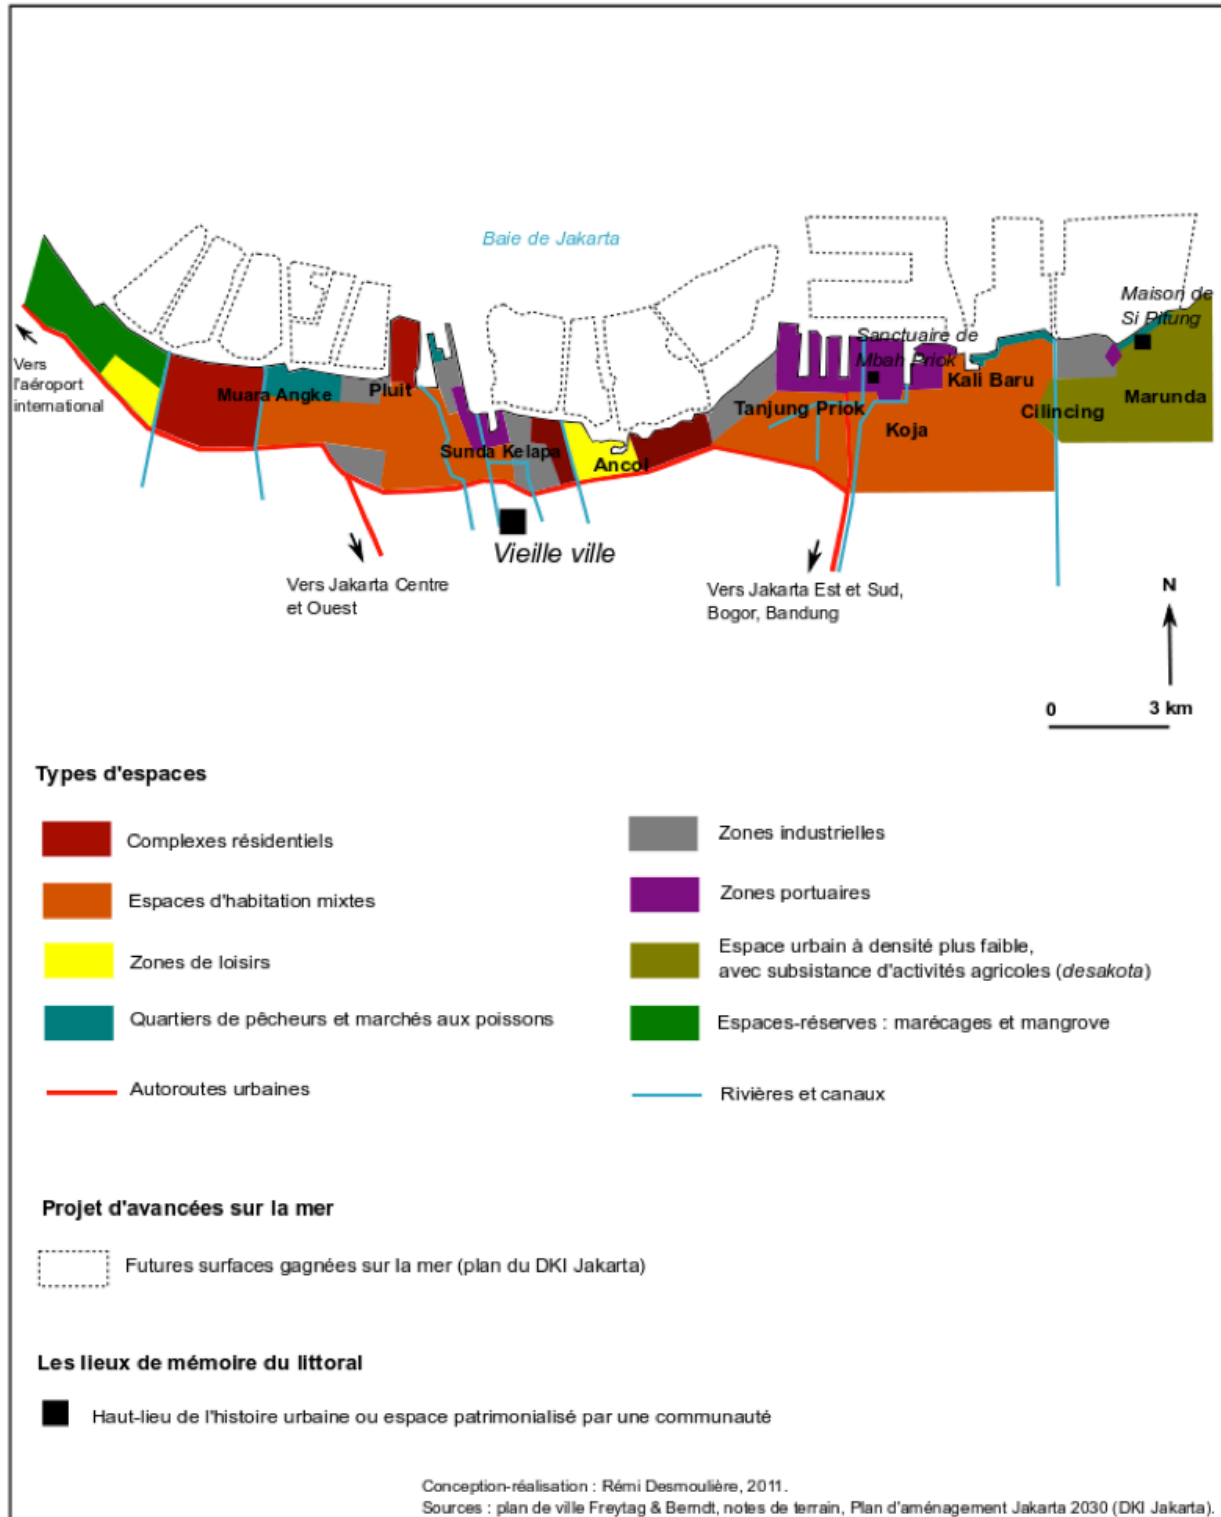 Baie de Jakarta
Maison de
Si Pitung
Sanctuaire de
Mbah Priok
Vers
l'aéroport
international
Muara Angke
Pluit
Kali Baru
Tanjung Priok
Cilincing
Marunda
Koja
Sunda Kelapa
Ancol
Vieille ville
Vers Jakarta Centre
et Ouest
Vers Jakarta Est et Sud,
Bogor, Bandung
N
0 3 km
Types d'espaces
Complexes résidentiels
Zones industrielles
Espaces d'habitation mixtes
Zones portuaires
Zones de loisirs
Espace urbain à densité plus faible,
avec subsistance d'activités agricoles (desakota)
Quartiers de pêcheurs et marchés aux poissons
Espaces-réserves : marécages et mangrove
Autoroutes urbaines
Rivières et canaux
Projet d'avancées sur la mer
Futures surfaces gagnées sur la mer (plan du DKI Jakarta)
Les lieux de mémoire du littoral
Haut-lieu de l'histoire urbaine ou espace patrimonialisé par une communauté
Conception-réalisation : Rémi Desmoulière, 2011.
Sources : plan de ville Freytag & Berndt, notes de terrain, Plan d'aménagement Jakarta 2030 (DKI Jakarta).